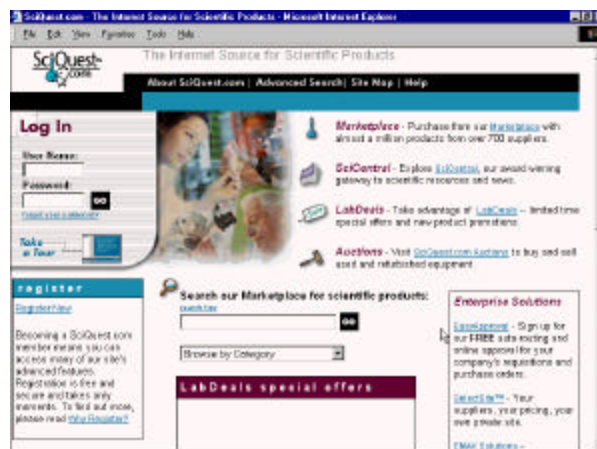 SciQuest.com - The Internet Source for Scientific Products - Microsoft Internet Explorer
File Edit View Favorites Tools Help
SciQuest
.com
The Internet Source for Scientific Products
About SciQuest.com | Advanced Search | Site Map | Help
Log In
User Name:
Password:
GO
Take
a Tour
Marketplace - Purchase from our Marketplace with
almost a million products from over 700 suppliers.
SciCentral - Explore SciCentral, our award-winning
gateway to scientific resources and news.
LabDeals - Take advantage of LabDeals -- limited time
special offers and new product promotions.
Auctions - Visit SciQuest.com Auctions to buy and sell
used and refurbished equipment.
register
Register Now!
Becoming a SciQuest.com
member means you can
access many of our site's
advanced features.
Registration is free and
secure and takes only
moments. To find out more,
please read Why Register?
Search our Marketplace for scientific products:
GO
Browse by Category
LabDeals special offers
Enterprise Solutions
- Sign up for
our FREE auto-routing and
online approval for your
company's requisitions and
purchase orders.
SelectSite™ - Your
suppliers, your pricing, your
own private site.
EMAX Solutions -